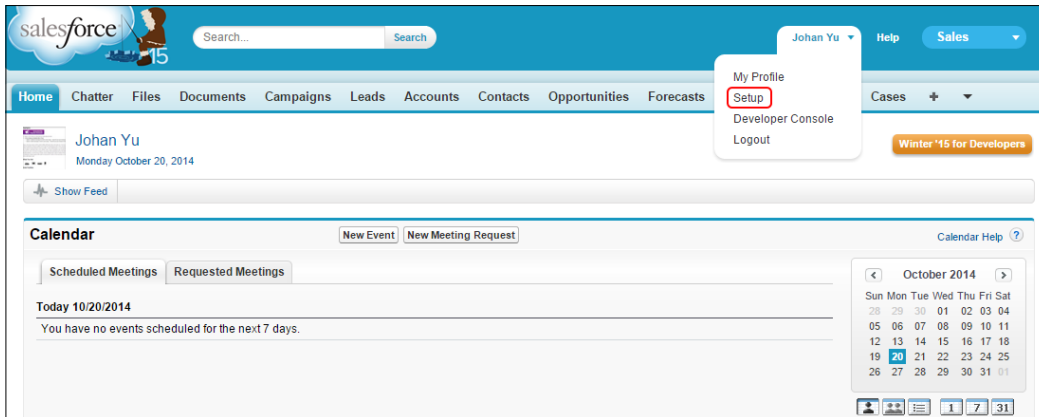 salesforce
15
Search...
Search
Johan Yu
Help
Sales
My Profile
Setup
Developer Console
Logout
Home Chatter Files Documents Campaigns Leads Accounts Contacts Opportunities Forecasts Cases +
Johan Yu
Monday October 20, 2014
Winter '15 for Developers
Show Feed
Calendar
New Event
New Meeting Request
Calendar Help ?
Scheduled Meetings
Requested Meetings
Today 10/20/2014
You have no events scheduled for the next 7 days.
October 2014
Sun Mon Tue Wed Thu Fri Sat
28 29 30 01 02 03 04
05 06 07 08 09 10 11
12 13 14 15 16 17 18
19 20 21 22 23 24 25
26 27 28 29 30 31 01
1 7 31